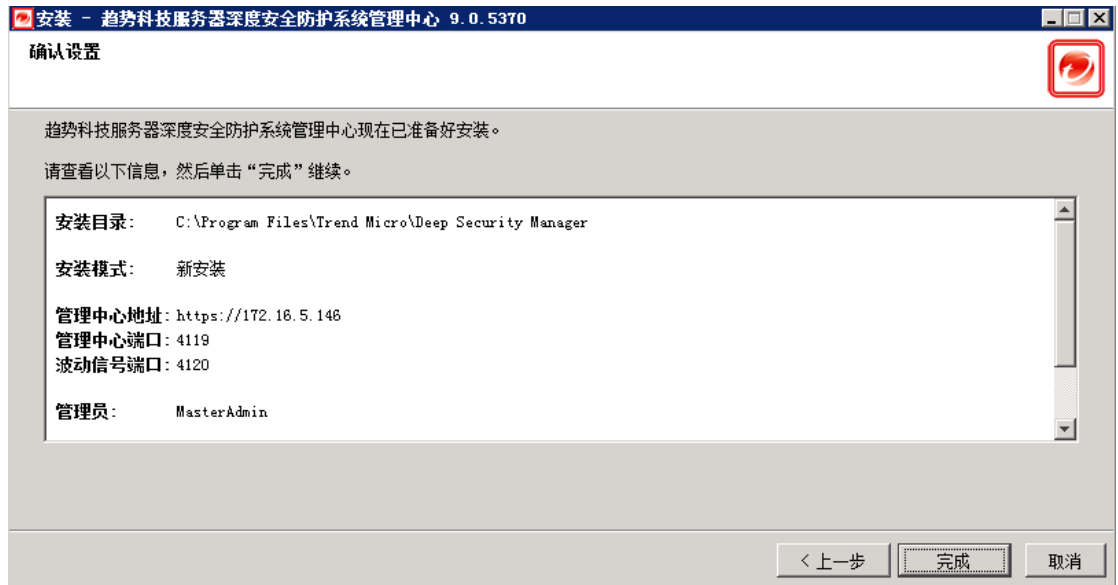 安装 - 趋势科技服务器深度安全防护系统管理中心 9.0.5370
确认设置
趋势科技服务器深度安全防护系统管理中心现在已准备好安装。
请查看以下信息，然后单击“完成”继续。
安装目录: C:\Program Files\Trend Micro\Deep Security Manager
安装模式: 新安装
管理中心地址: https://172.16.5.146
管理中心端口: 4119
波动信号端口: 4120
管理员: MasterAdmin
< 上一步 完成 取消